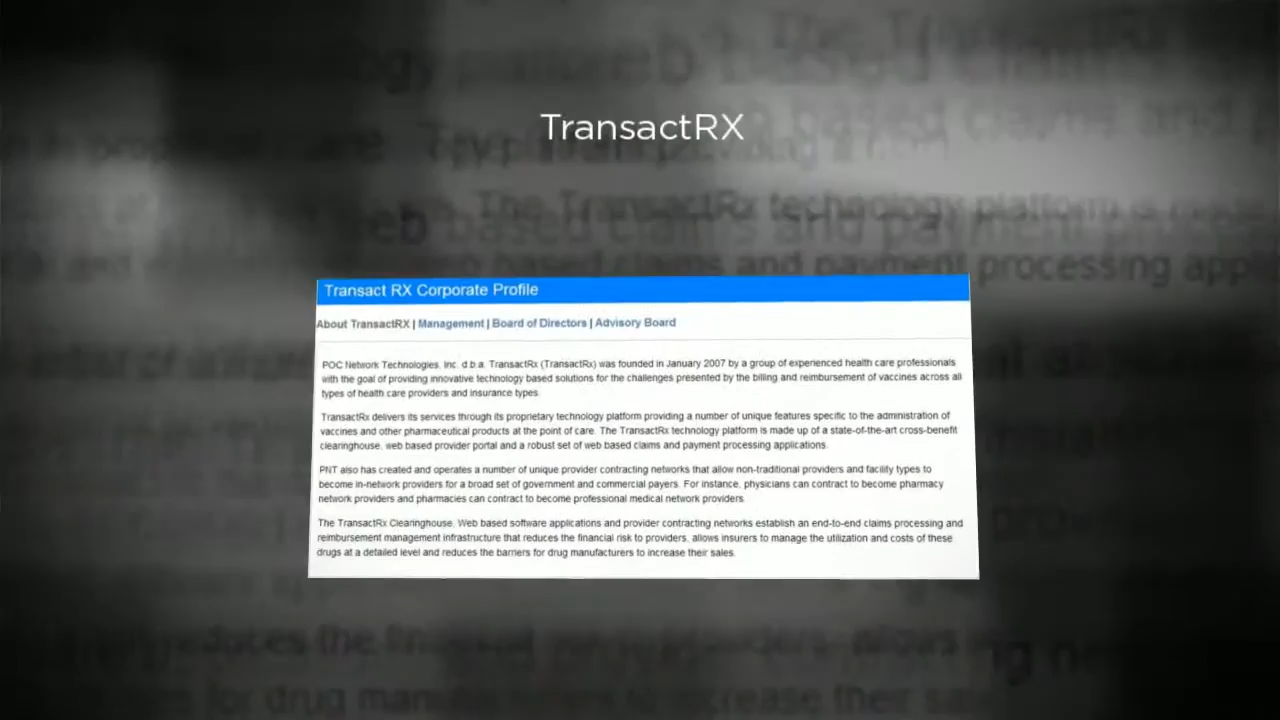 TransactRX
Transact RX Corporate Profile
About TransactRX | Management | Board of Directors | Advisory Board
POC Network Technologies, Inc. d.b.a. TransactRx (TransactRx) was founded in January 2007 by a group of experienced health care professionals
with the goal of providing innovative technology based solutions for the challenges presented by the billing and reimbursement of vaccines across all
types of health care providers and insurance types.
TransactRx delivers its services through its proprietary technology platform providing a number of unique features specific to the administration of
vaccines and other pharmaceutical products at the point of care. The TransactRx technology platform is made up of a state-of-the-art cross-benefit
clearinghouse, web based provider portal and a robust set of web based claims and payment processing applications.
PNT also has created and operates a number of unique provider contracting networks that allow non-traditional providers and facility types to
become in-network providers for a broad set of government and commercial payers. For instance, physicians can contract to become pharmacy
network providers and pharmacies can contract to become professional medical network providers.
The TransactRx Clearinghouse, Web based software applications and provider contracting networks establish an end-to-end claims processing and
reimbursement management infrastructure that reduces the financial risk to providers, allows insurers to manage the utilization and costs of these
drugs at a detailed level and reduces the barriers for drug manufacturers to increase their sales.